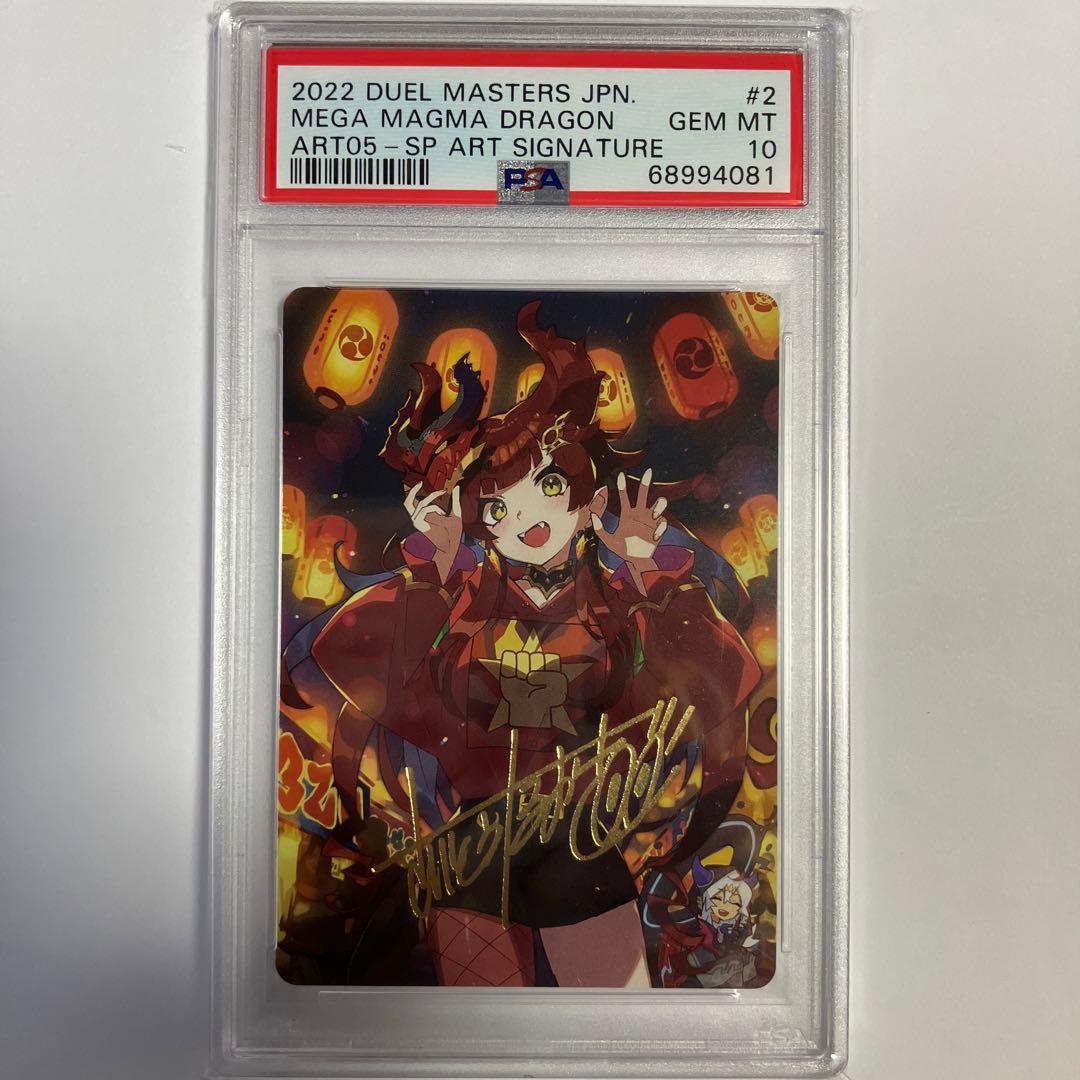 2022 DUEL MASTERS JPN. #2
MEGA MAGMA DRAGON GEM MT
ART05-SP ART SIGNATURE 10
PSA 68994081